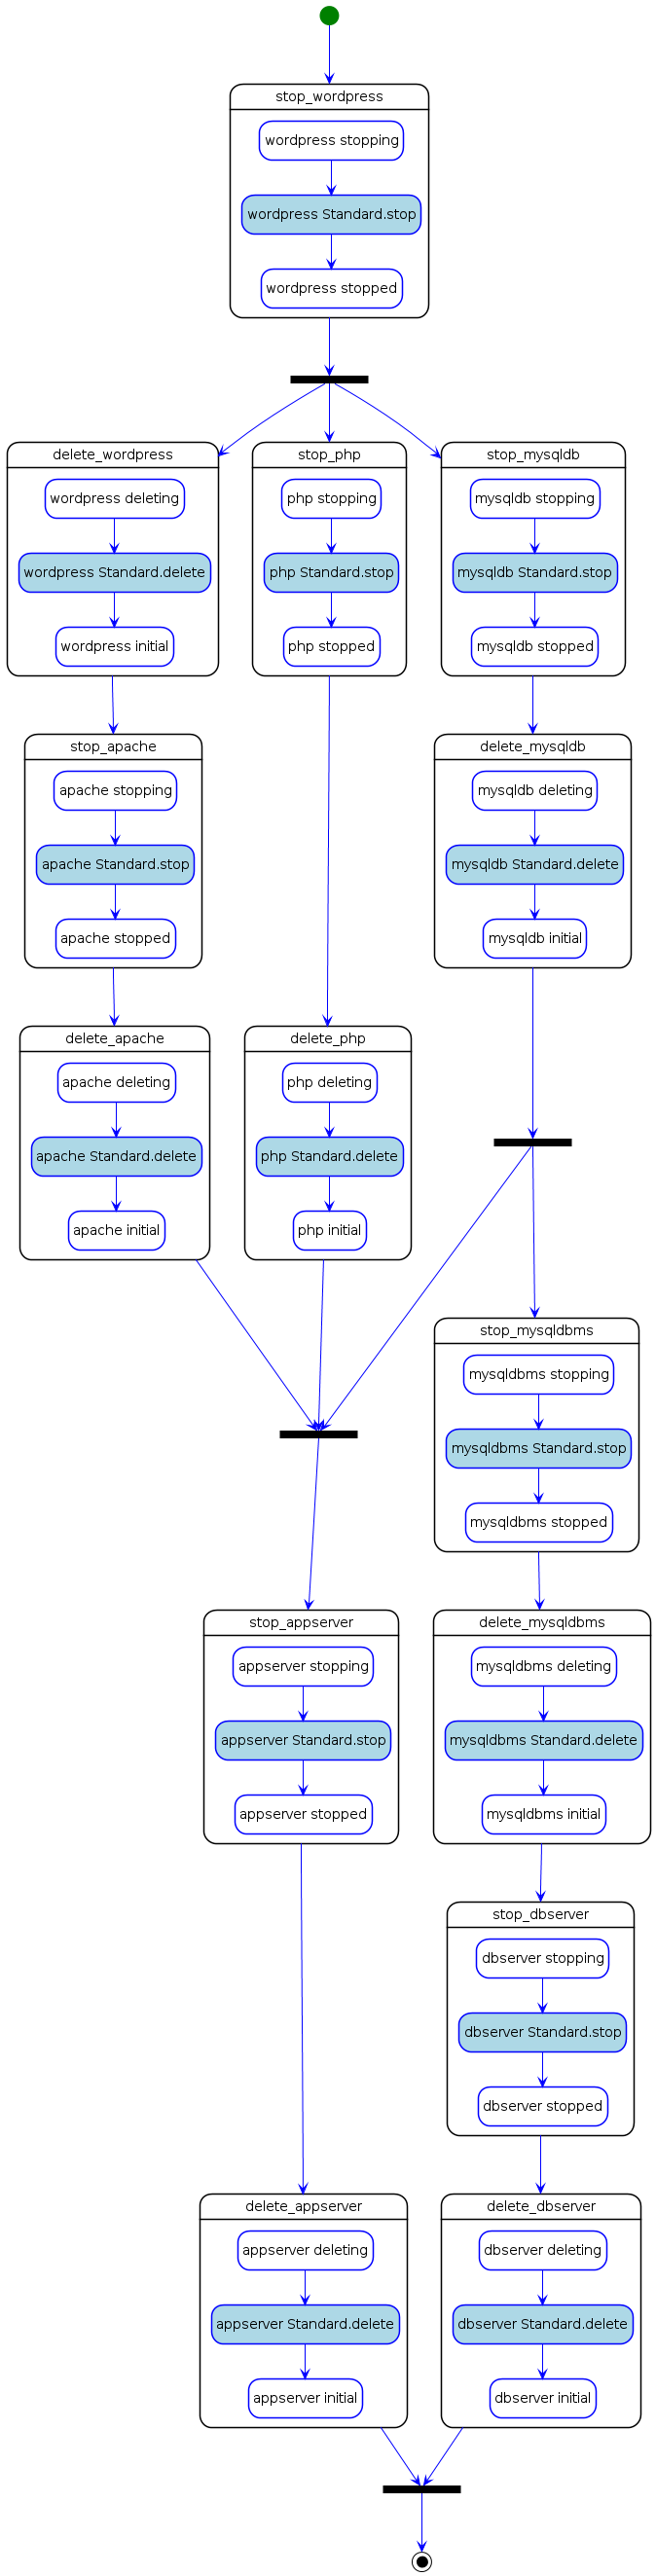 stop_wordpress
wordpress stopping
wordpress Standard.stop
wordpress stopped
delete_wordpress
wordpress deleting
wordpress Standard.delete
wordpress initial
stop_php
php stopping
php Standard.stop
php stopped
stop_mysqldb
mysqldb stopping
mysqldb Standard.stop
mysqldb stopped
stop_apache
apache stopping
apache Standard.stop
apache stopped
delete_mysqldb
mysqldb deleting
mysqldb Standard.delete
mysqldb initial
delete_apache
apache deleting
apache Standard.delete
apache initial
delete_php
php deleting
php Standard.delete
php initial
stop_mysqldbms
mysqldbms stopping
mysqldbms Standard.stop
mysqldbms stopped
stop_appserver
appserver stopping
appserver Standard.stop
appserver stopped
delete_mysqldbms
mysqldbms deleting
mysqldbms Standard.delete
mysqldbms initial
stop_dbserver
dbserver stopping
dbserver Standard.stop
dbserver stopped
delete_appserver
appserver deleting
appserver Standard.delete
appserver initial
delete_dbserver
dbserver deleting
dbserver Standard.delete
dbserver initial